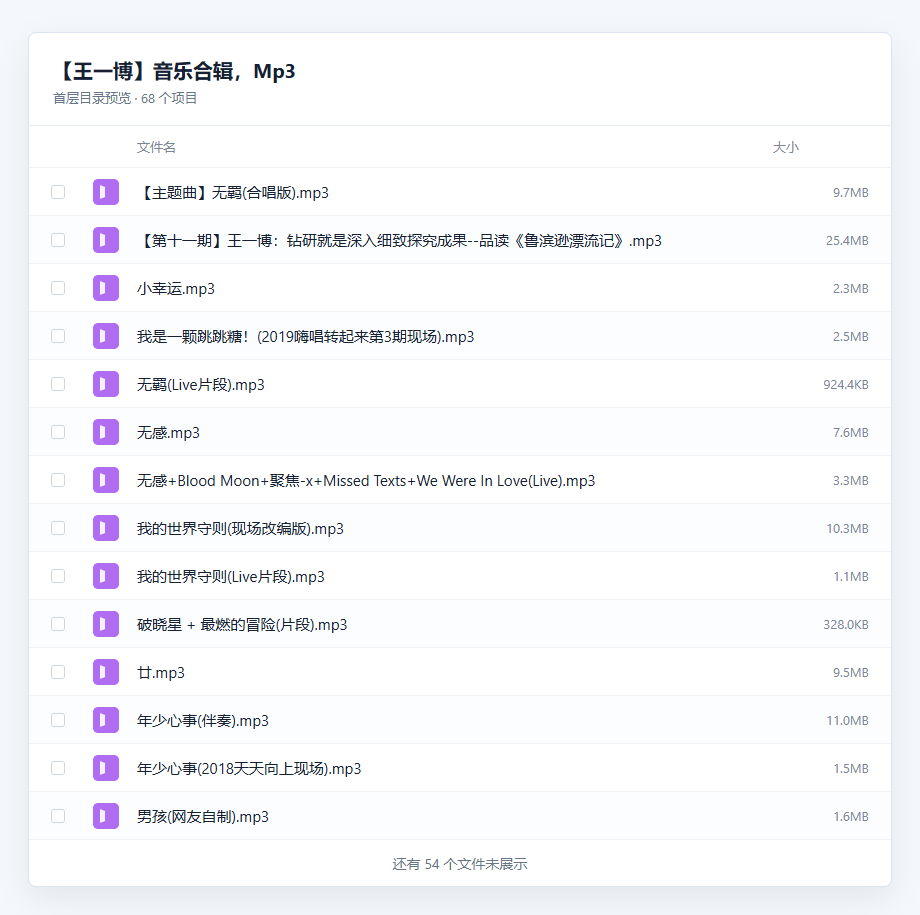 【王一博】音乐合辑，Mp3
首层目录预览 · 68 个项目
文件名 大小
【主题曲】无羁(合唱版).mp3 9.7MB
【第十一期】王一博：钻研就是深入细致探究成果--品读《鲁滨逊漂流记》.mp3 25.4MB
小幸运.mp3 2.3MB
我是一颗跳跳糖！(2019嗨唱转起来第3期现场).mp3 2.5MB
无羁(Live片段).mp3 924.4KB
无感.mp3 7.6MB
无感+Blood Moon+聚焦-x+Missed Texts+We Were In Love(Live).mp3 3.3MB
我的世界守则(现场改编版).mp3 10.3MB
我的世界守则(Live片段).mp3 1.1MB
破晓星 + 最燃的冒险(片段).mp3 328.0KB
廿.mp3 9.5MB
年少心事(伴奏).mp3 11.0MB
年少心事(2018天天向上现场).mp3 1.5MB
男孩(网友自制).mp3 1.6MB
还有 54 个文件未展示